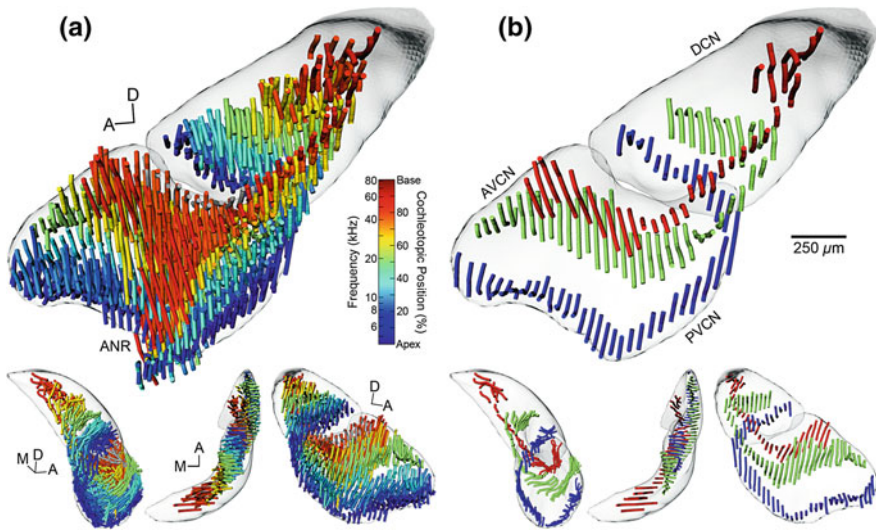 (a)
D
A
ANR
Frequency (kHz)
80
60
40
20
10
8
6
Cochleotopic Position (%)
Base
80
60
40
20
Apex
M D A
A
M
D
A
(b)
DCN
AVCN
PVCN
250 µm